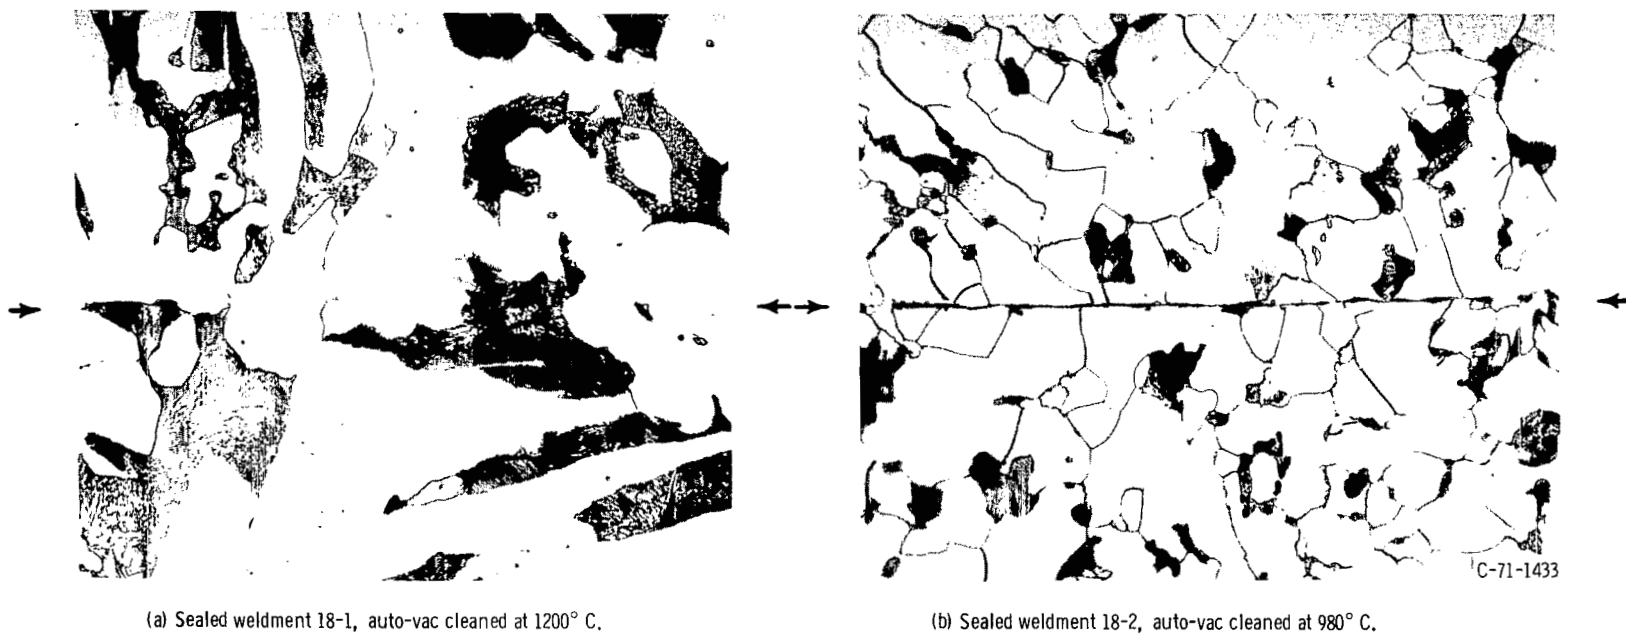 C-71-1433
(a) Sealed weldment 18-1, auto-vac cleaned at 1200° C.
(b) Sealed weldment 18-2, auto-vac cleaned at 980° C.